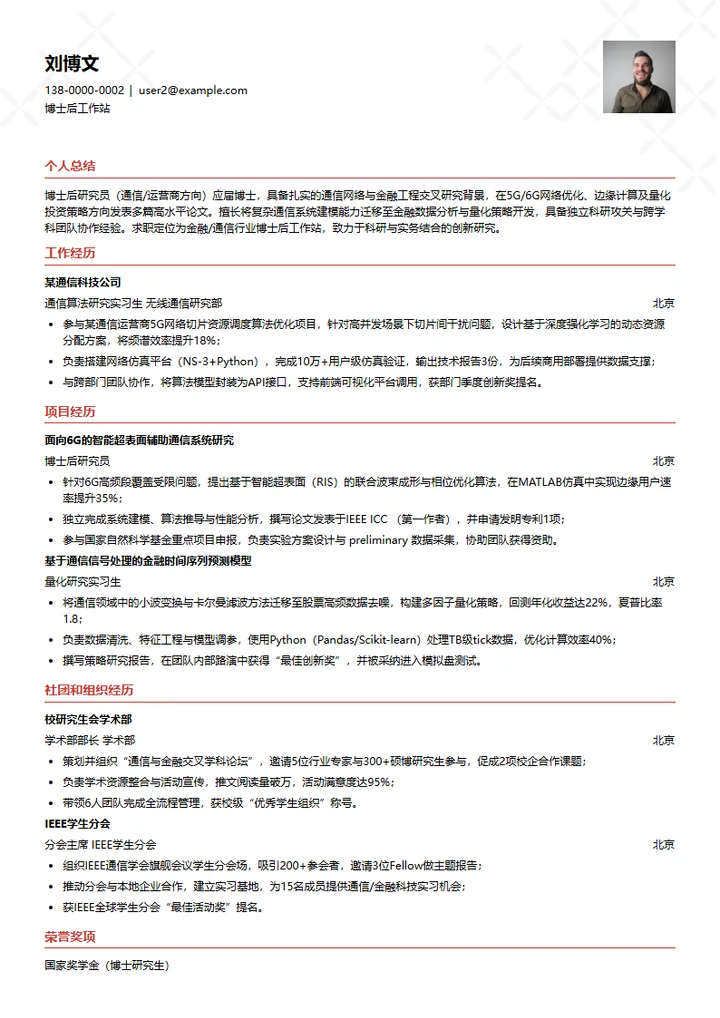 刘博文
138-0000-0002 | user2@example.com
博士后工作站
个人总结
博士后研究员（通信/运营商方向）应届博士，具备扎实的通信网络与金融工程交叉研究背景，在5G/6G网络优化、边缘计算及量化
投资策略方向发表多篇高水平论文。擅长将复杂通信系统建模能力迁移至金融数据分析与量化策略开发，具备独立科研攻关与跨学
科团队协作经验。求职定位为金融/通信行业博士后工作站，致力于科研与实务结合的创新研究。
工作经历
某通信科技公司
通信算法研究实习生 无线通信研究部 北京
• 参与某通信运营商5G网络切片资源调度算法优化项目，针对高并发场景下切片间干扰问题，设计基于深度强化学习的动态资源
分配方案，将频谱效率提升18%；
• 负责搭建网络仿真平台（NS-3+Python），完成10万+用户级仿真验证，输出技术报告3份，为后续商用部署提供数据支撑；
• 与跨部门团队协作，将算法模型封装为API接口，支持前端可视化平台调用，获部门季度创新奖提名。
项目经历
面向6G的智能超表面辅助通信系统研究
博士后研究员 北京
• 针对6G高频段覆盖受限问题，提出基于智能超表面（RIS）的联合波束成形与相位优化算法，在MATLAB仿真中实现边缘用户速
率提升35%；
• 独立完成系统建模、算法推导与性能分析，撰写论文发表于IEEE ICC （第一作者），并申请发明专利1项；
• 参与国家自然科学基金重点项目申报，负责实验方案设计与 preliminary 数据采集，协助团队获得资助。
基于通信信号处理的金融时间序列预测模型
量化研究实习生 北京
• 将通信领域中的小波变换与卡尔曼滤波方法迁移至股票高频数据去噪，构建多因子量化策略，回测年化收益达22%，夏普比率
1.8；
• 负责数据清洗、特征工程与模型调参，使用Python（Pandas/Scikit-learn）处理TB级tick数据，优化计算效率40%；
• 撰写策略研究报告，在团队内部路演中获得“最佳创新奖”，并被采纳进入模拟盘测试。
社团和组织经历
校研究生会学术部
学术部部长 学术部 北京
• 策划并组织“通信与金融交叉学科论坛”，邀请5位行业专家与300+硕博研究生参与，促成2项校企合作课题；
• 负责学术资源整合与活动宣传，推文阅读量破万，活动满意度达95%；
• 带领6人团队完成全流程管理，获校级“优秀学生组织”称号。
IEEE学生分会
分会主席 IEEE学生分会 北京
• 组织IEEE通信学会旗舰会议学生分会场，吸引200+参会者，邀请3位Fellow做主题报告；
• 推动分会与本地企业合作，建立实习基地，为15名成员提供通信/金融科技实习机会；
• 获IEEE全球学生分会“最佳活动奖”提名。
荣誉奖项
国家奖学金（博士研究生）